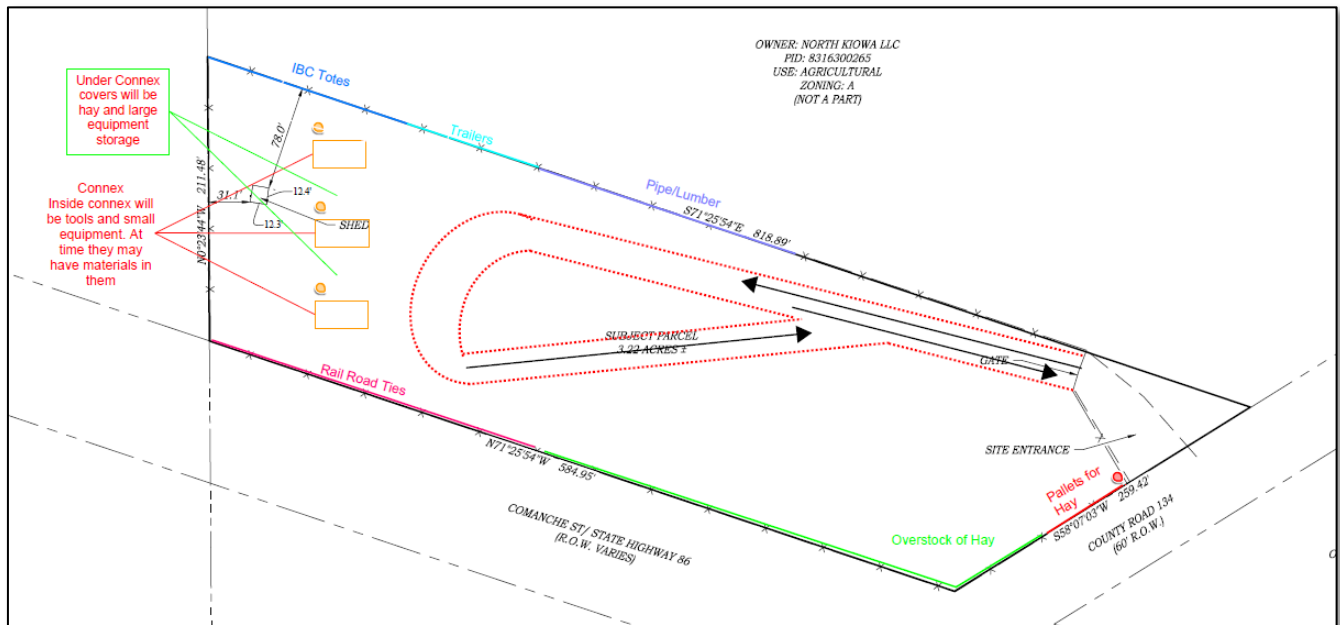 OWNER: NORTH KIOWA LLC
PID: 8316300265
USE: AGRICULTURAL
ZONING: A
(NOT A PART)
IBC Totes
Under Connex
covers will be
hay and large
equipment
storage
Trailers
78.0'
Pipe/Lumber
S71°25'54"E 818.89'
Connex
Inside connex will
be tools and small
equipment. At
time they may
have materials in
them
N0°23'44"W 211.48'
31.1'
12.4'
12.3'
SHED
SUBJECT PARCEL
3.22 ACRES ±
GATE
Rail Road Ties
N71°25'54"W 584.95'
SITE ENTRANCE
Pallets for
Hay
S58°07'03"W 259.42'
COUNTY ROAD 134
(60' R.O.W.)
COMANCHE ST/ STATE HIGHWAY 86
(R.O.W. VARIES)
Overstock of Hay